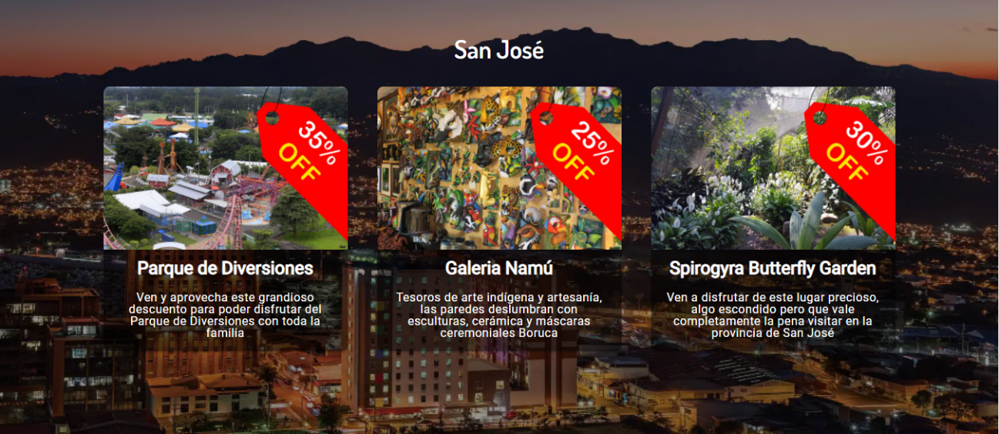 San José
35%
OFF
25%
OFF
30%
OFF
Parque de Diversiones
Galeria Namú
Spirogyra Butterfly Garden
Ven y aprovecha este grandioso
descuento para poder disfrutar del
Parque de Diversiones con toda la
familia
Tesoros de arte indígena y artesanía,
las paredes deslumbran con
esculturas, cerámica y máscaras
ceremoniales Boruca
Ven a disfrutar de este lugar precioso,
algo escondido pero que vale
completamente la pena visitar en la
provincia de San José